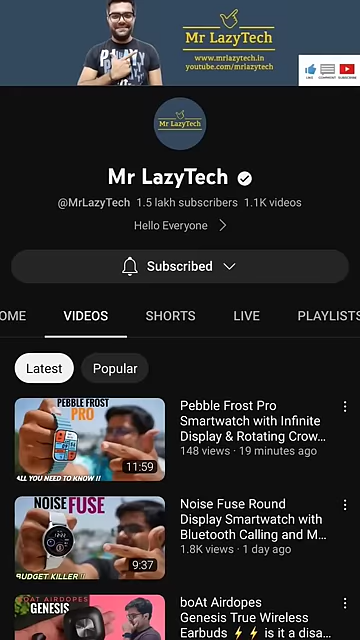 Mr LazyTech
www.mrlazytech.in
youtube.com/mrlazytech
LIKE COMMENT SUBSCRIBE
Mr LazyTech
Mr LazyTech
@MrLazyTech 1.5 lakh subscribers 1.1K videos
Hello Everyone
Subscribed
OME VIDEOS SHORTS LIVE PLAYLISTS
Latest Popular
PEBBLE FROST
PRO
11:59
ALL YOU NEED TO KNOW !!
Pebble Frost Pro
Smartwatch with Infinite
Display & Rotating Crow...
148 views · 19 minutes ago
NOISE FUSE
9:37
BUDGET KILLER !!
Noise Fuse Round
Display Smartwatch with
Bluetooth Calling and M...
1.8K views · 1 day ago
BOAT AIRDOPES
GENESIS
boAt Airdopes
Genesis True Wireless
Earbuds ⚡⚡ is it a disa...